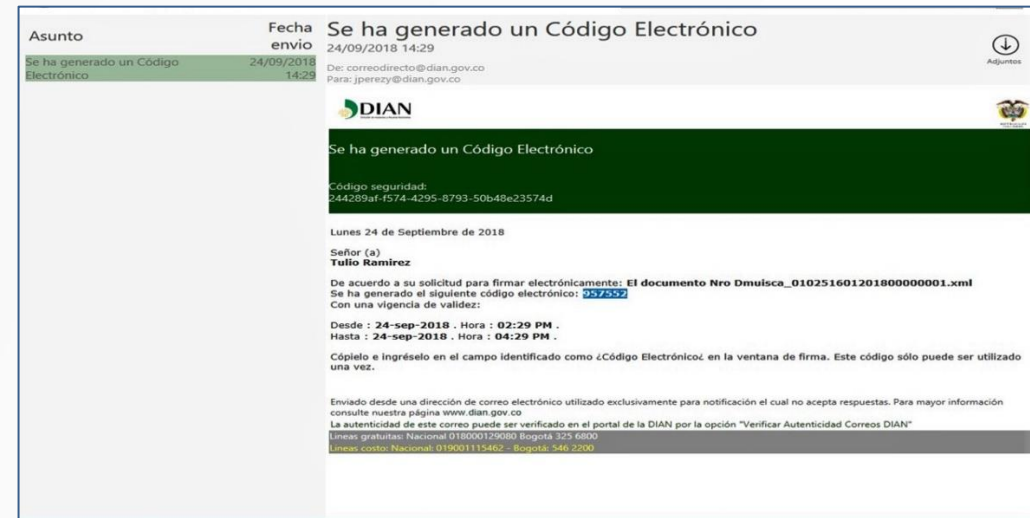 Asunto
Fecha envio
Se ha generado un Código Electrónico
24/09/2018 14:29
Se ha generado un Código Electrónico
24/09/2018 14:29
De: correodirecto@dian.gov.co
Para: jperezy@dian.gov.co
Adjuntos
DIAN
Se ha generado un Código Electrónico
Código seguridad:
244289af-f574-4295-8793-50b48e23574d
Lunes 24 de Septiembre de 2018
Señor (a)
Tulio Ramirez
De acuerdo a su solicitud para firmar electrónicamente: El documento Nro Dmuisca_010251601201800000001.xml
Se ha generado el siguiente código electrónico: 957552
Con una vigencia de validez:
Desde : 24-sep-2018 . Hora : 02:29 PM .
Hasta : 24-sep-2018 . Hora : 04:29 PM .
Cópielo e ingréselo en el campo identificado como ¿Código Electrónico¿ en la ventana de firma. Este código sólo puede ser utilizado
una vez.
Enviado desde una dirección de correo electrónico utilizado exclusivamente para notificación el cual no acepta respuestas. Para mayor información
consulte nuestra página www.dian.gov.co
La autenticidad de este correo puede ser verificado en el portal de la DIAN por la opción "Verificar Autenticidad Correos DIAN"
Lineas gratuitas: Nacional 018000129080 Bogotá 325 6800
Lineas costo: Nacional: 019001115462 - Bogotá: 546 2200